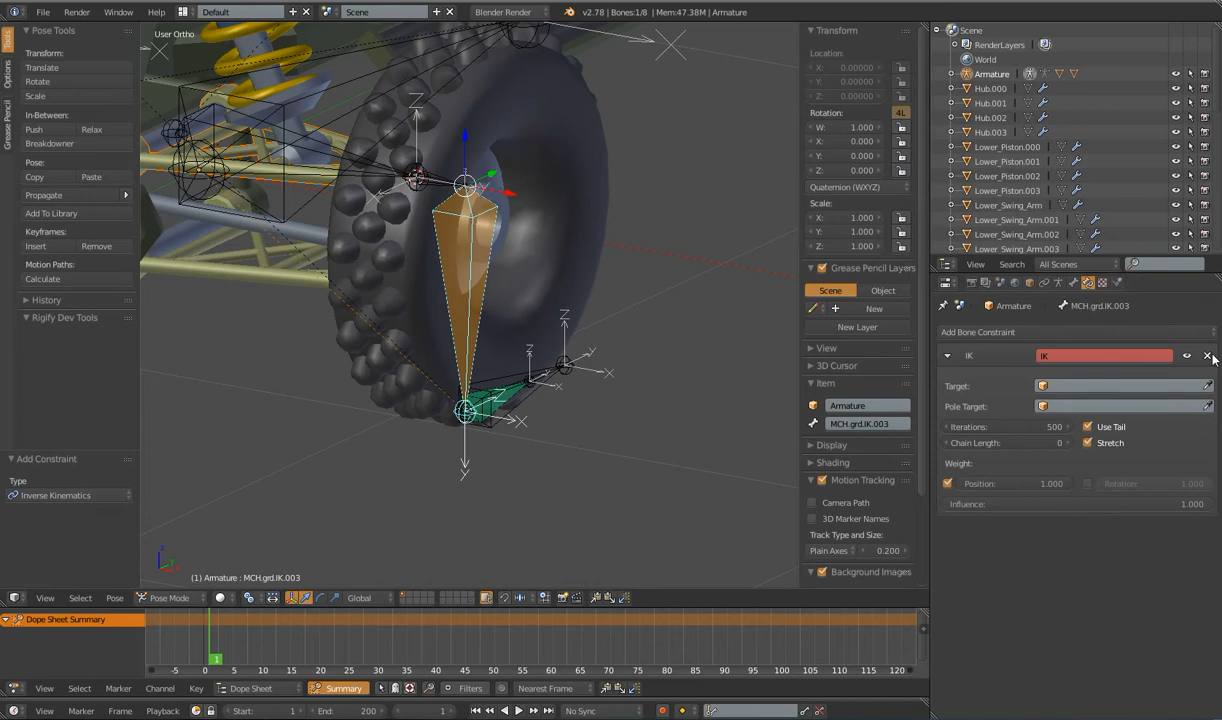 File Render Window Help Default Scene Blender Render v2.78 | Bones:1/8 | Mem:47.38M | Armature
Tools
Options
Grease Pencil
Pose Tools
Transform:
Translate
Rotate
Scale
In-Between:
Push Relax
Breakdowner
Pose:
Copy Paste
Propagate
Add To Library
Keyframes:
Insert Remove
Motion Paths:
Calculate
History
Rigify Dev Tools
Add Constraint
Type
Inverse Kinematics
User Ortho
Z
Z
Z
Y
X
X
X
Y
(1) Armature : MCH.grd.IK.003
View Select Pose Pose Mode Global
Transform
Location:
X: 0.00000
Y: 0.00000
Z: 0.00000
Rotation: 4L
W: 1.000
X: 0.000
Y: 0.000
Z: 0.000
Quaternion (WXYZ)
Scale:
X: 1.000
Y: 1.000
Z: 1.000
Grease Pencil Layers
Scene Object
New
New Layer
View
3D Cursor
Item
Armature
MCH.grd.IK.003
Display
Shading
Motion Tracking
Camera Path
3D Marker Names
Track Type and Size:
Plain Axes 0.200
Background Images
Scene
RenderLayers
World
Armature
Hub.000
Hub.001
Hub.002
Hub.003
Lower_Piston.000
Lower_Piston.001
Lower_Piston.002
Lower_Piston.003
Lower_Swing_Arm
Lower_Swing_Arm.001
Lower_Swing_Arm.002
Lower_Swing_Arm.003
View Search All Scenes
Armature MCH.grd.IK.003
Add Bone Constraint
IK IK
Target:
Pole Target:
Iterations: 500 Use Tail
Chain Length: 0 Stretch
Weight:
Position: 1.000 Rotation: 1.000
Influence: 1.000
Dope Sheet Summary
1
-5 0 5 10 15 20 25 30 35 40 45 50 55 60 65 70 75 80 85 90 95 100 105 110 115 120
View Select Marker Channel Key Dope Sheet Summary Filters Nearest Frame
View Marker Frame Playback Start: 1 End: 200 1 No Sync